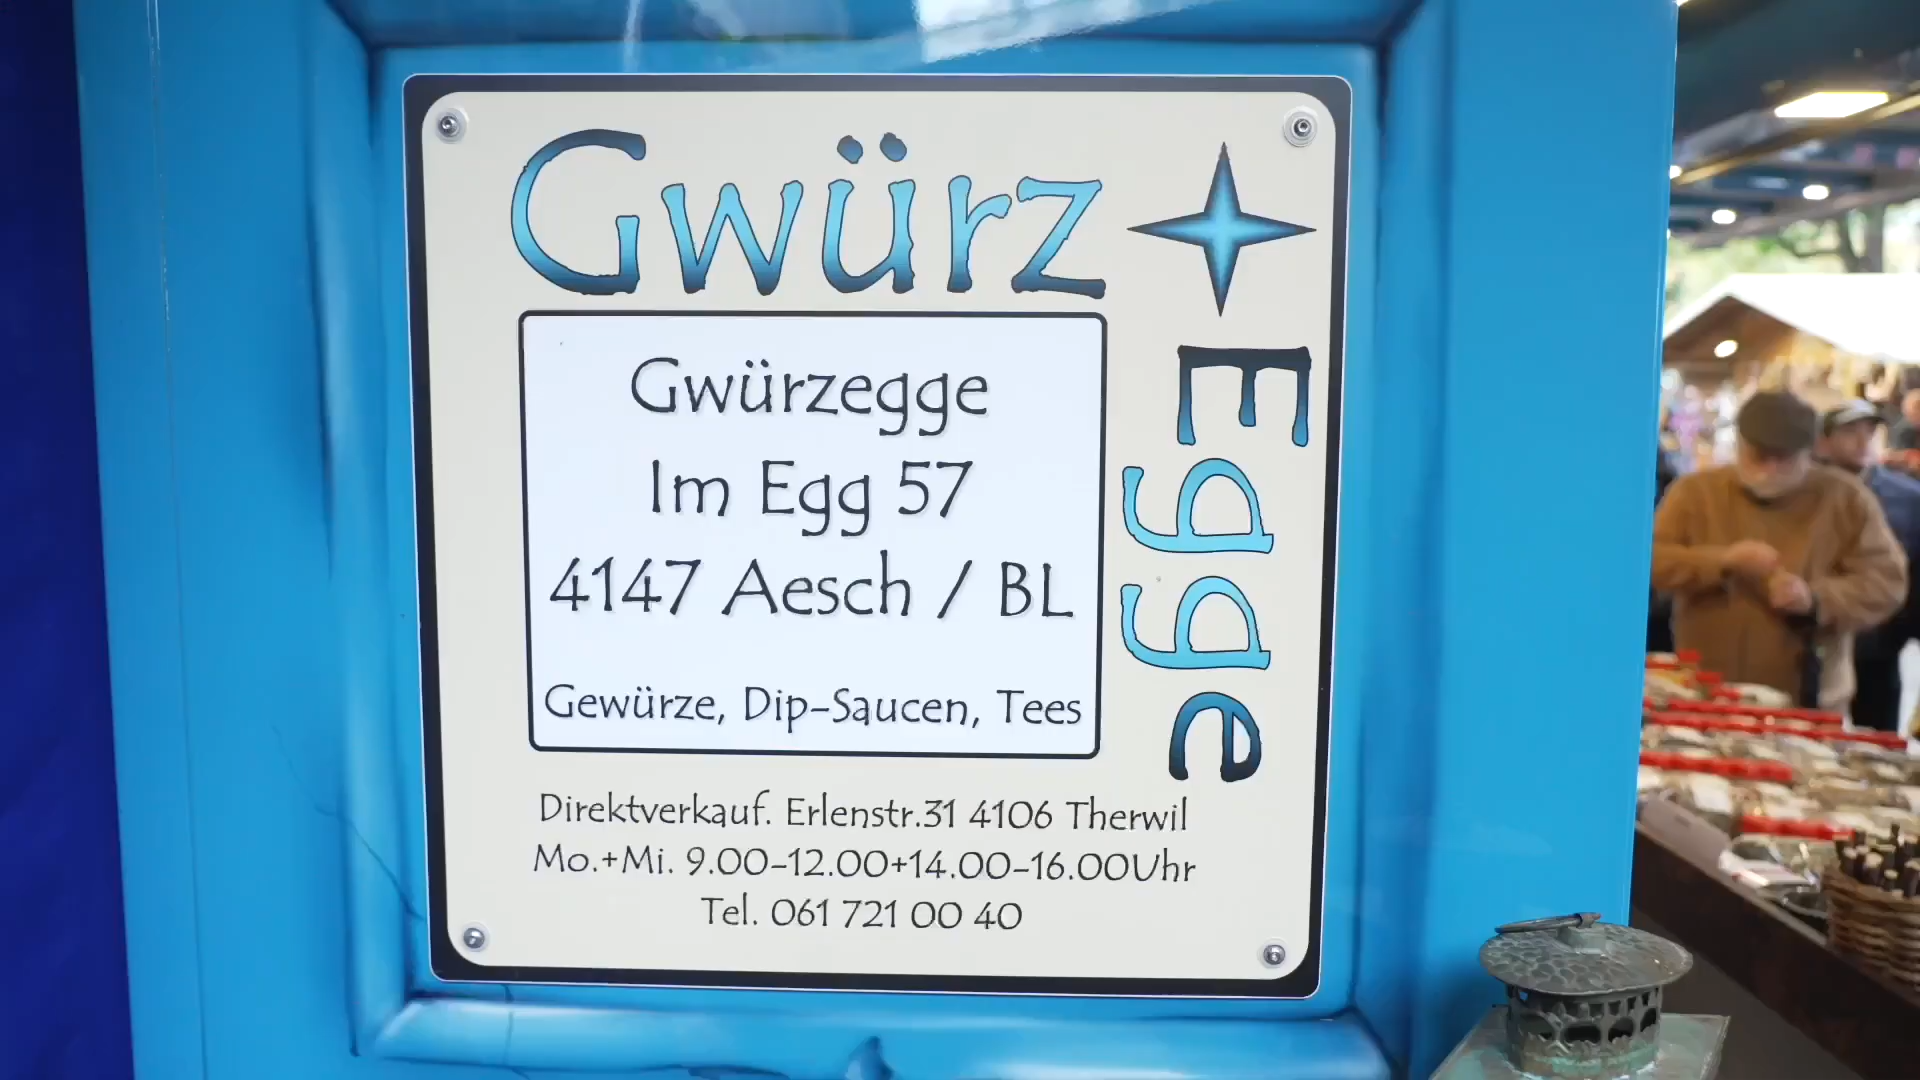 Gwürz
Egge
Gwürzegge
Im Egg 57
4147 Aesch / BL
Gewürze, Dip-Saucen, Tees
Direktverkauf. Erlenstr.31 4106 Therwil
Mo.+Mi. 9.00-12.00+14.00-16.00Uhr
Tel. 061 721 00 40